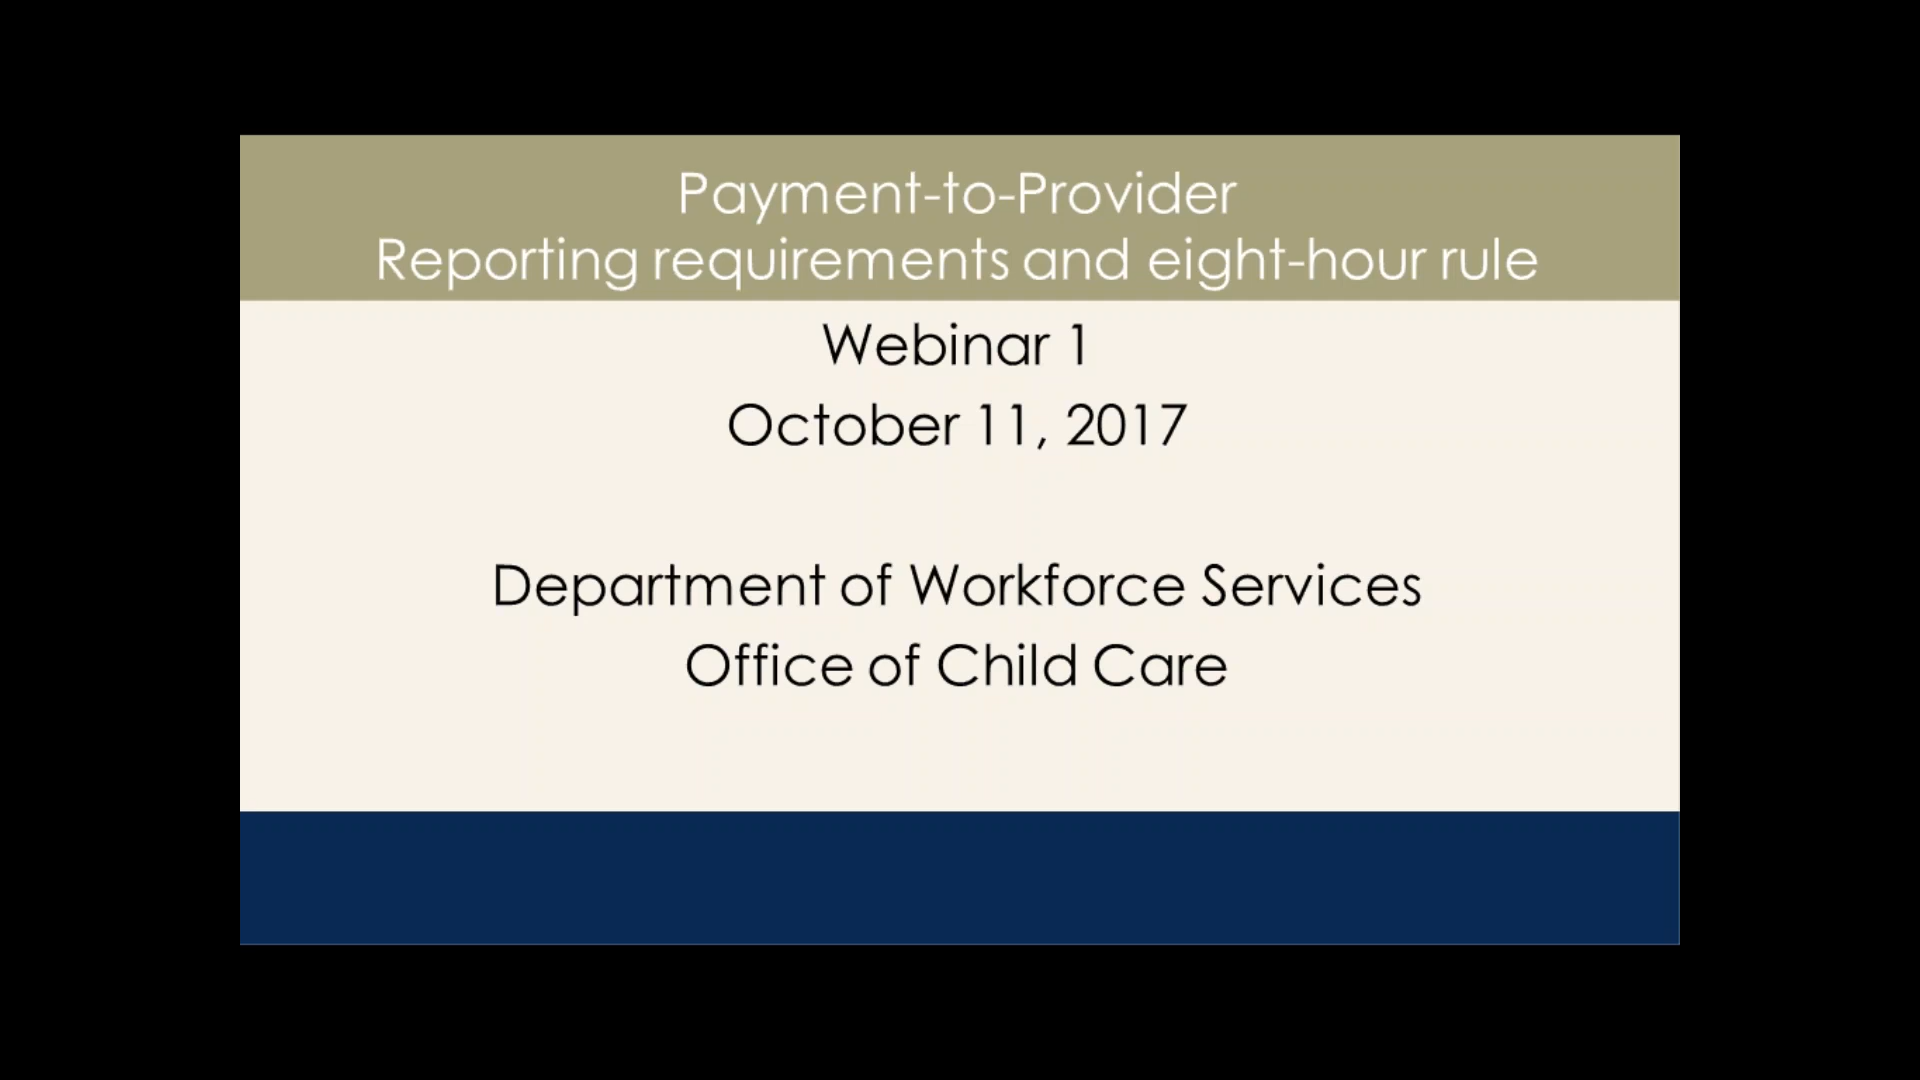 Payment-to-Provider
Reporting requirements and eight-hour rule
Webinar 1
October 11, 2017
Department of Workforce Services
Office of Child Care